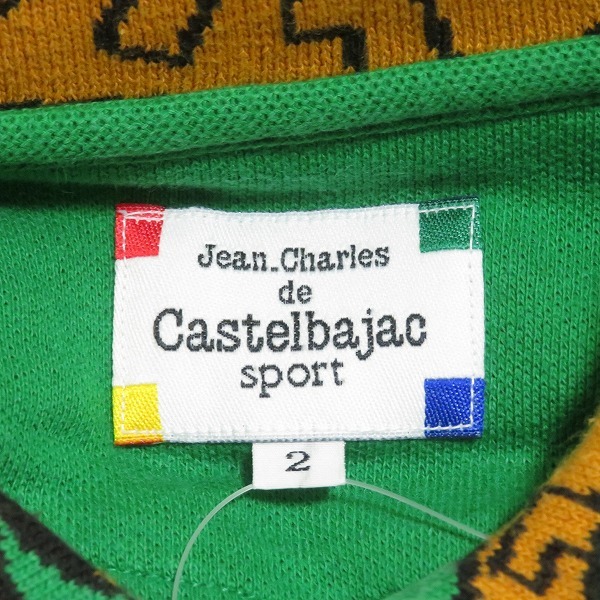 Jean.Charles
de
Castelbajac
sport
2